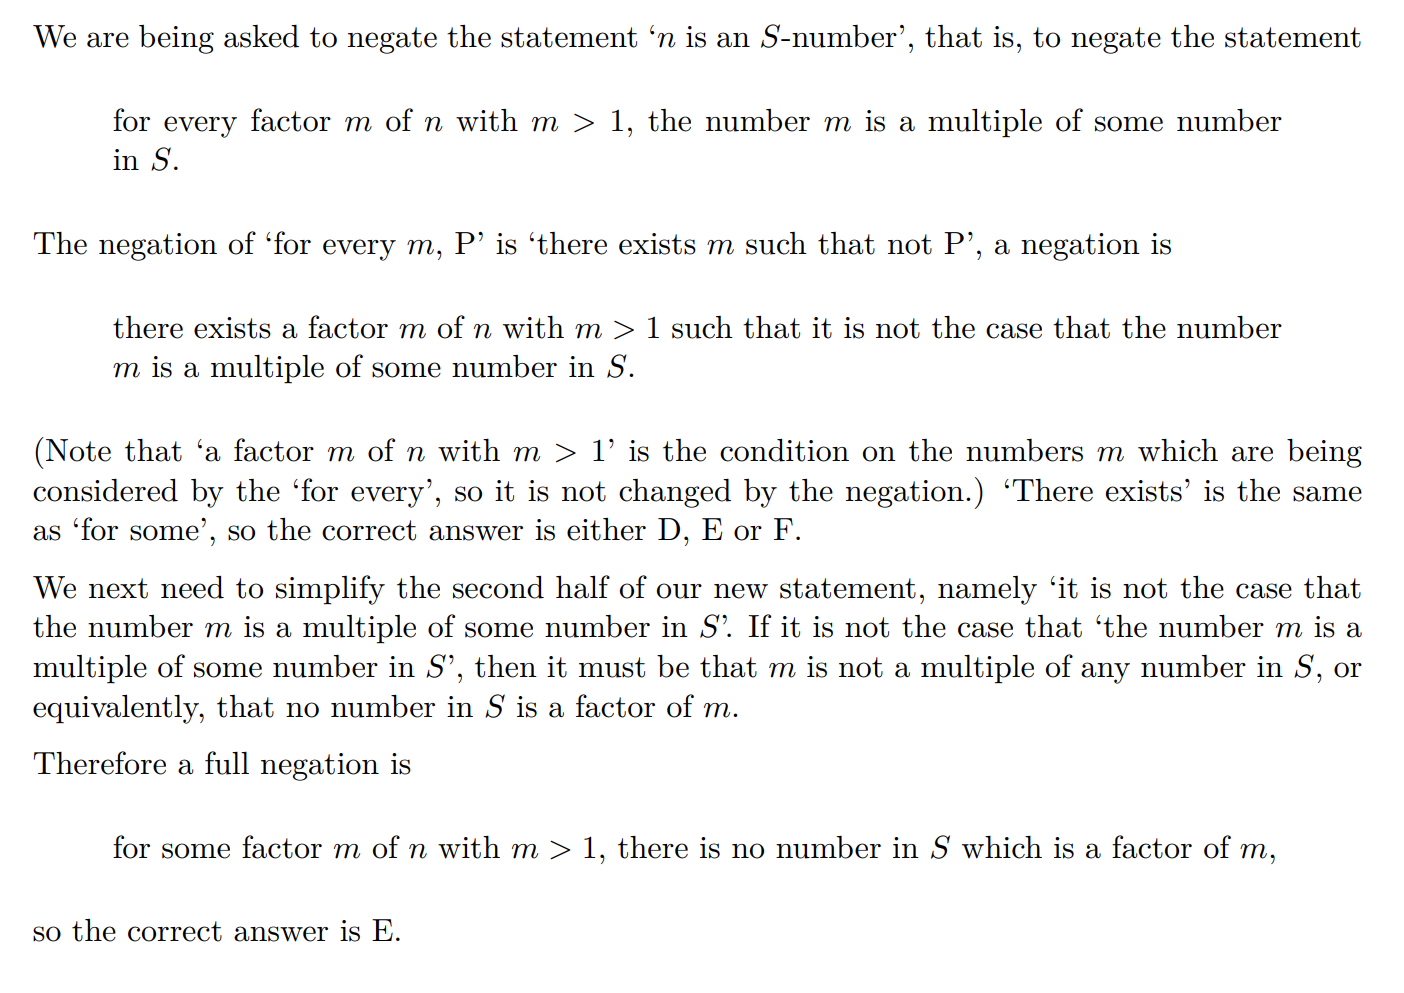 We are being asked to negate the statement ‘n is an S-number’, that is, to negate the statement
for every factor m of n with m > 1, the number m is a multiple of some number
in S.
The negation of ‘for every m, P’ is ‘there exists m such that not P’, a negation is
there exists a factor m of n with m > 1 such that it is not the case that the number
m is a multiple of some number in S.
(Note that ‘a factor m of n with m > 1’ is the condition on the numbers m which are being
considered by the ‘for every’, so it is not changed by the negation.) ‘There exists’ is the same
as ‘for some’, so the correct answer is either D, E or F.
We next need to simplify the second half of our new statement, namely ‘it is not the case that
the number m is a multiple of some number in S’. If it is not the case that ‘the number m is a
multiple of some number in S’, then it must be that m is not a multiple of any number in S, or
equivalently, that no number in S is a factor of m.
Therefore a full negation is
for some factor m of n with m > 1, there is no number in S which is a factor of m,
so the correct answer is E.